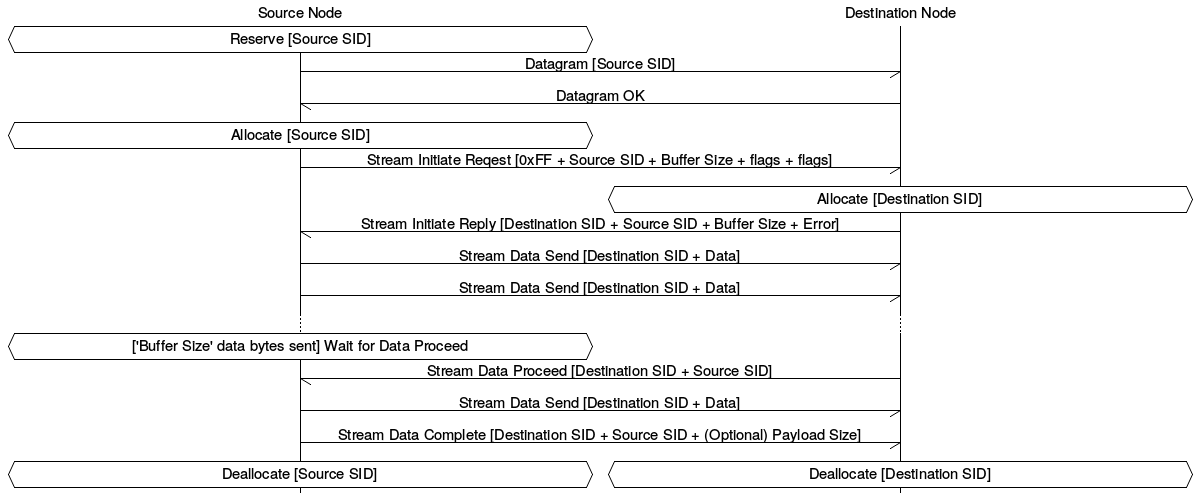 Source Node
Destination Node
Reserve [Source SID]
Datagram [Source SID]
Datagram OK
Allocate [Source SID]
Stream Initiate Reqest [0xFF + Source SID + Buffer Size + flags + flags]
Allocate [Destination SID]
Stream Initiate Reply [Destination SID + Source SID + Buffer Size + Error]
Stream Data Send [Destination SID + Data]
Stream Data Send [Destination SID + Data]
['Buffer Size' data bytes sent] Wait for Data Proceed
Stream Data Proceed [Destination SID + Source SID]
Stream Data Send [Destination SID + Data]
Stream Data Complete [Destination SID + Source SID + (Optional) Payload Size]
Deallocate [Source SID]
Deallocate [Destination SID]